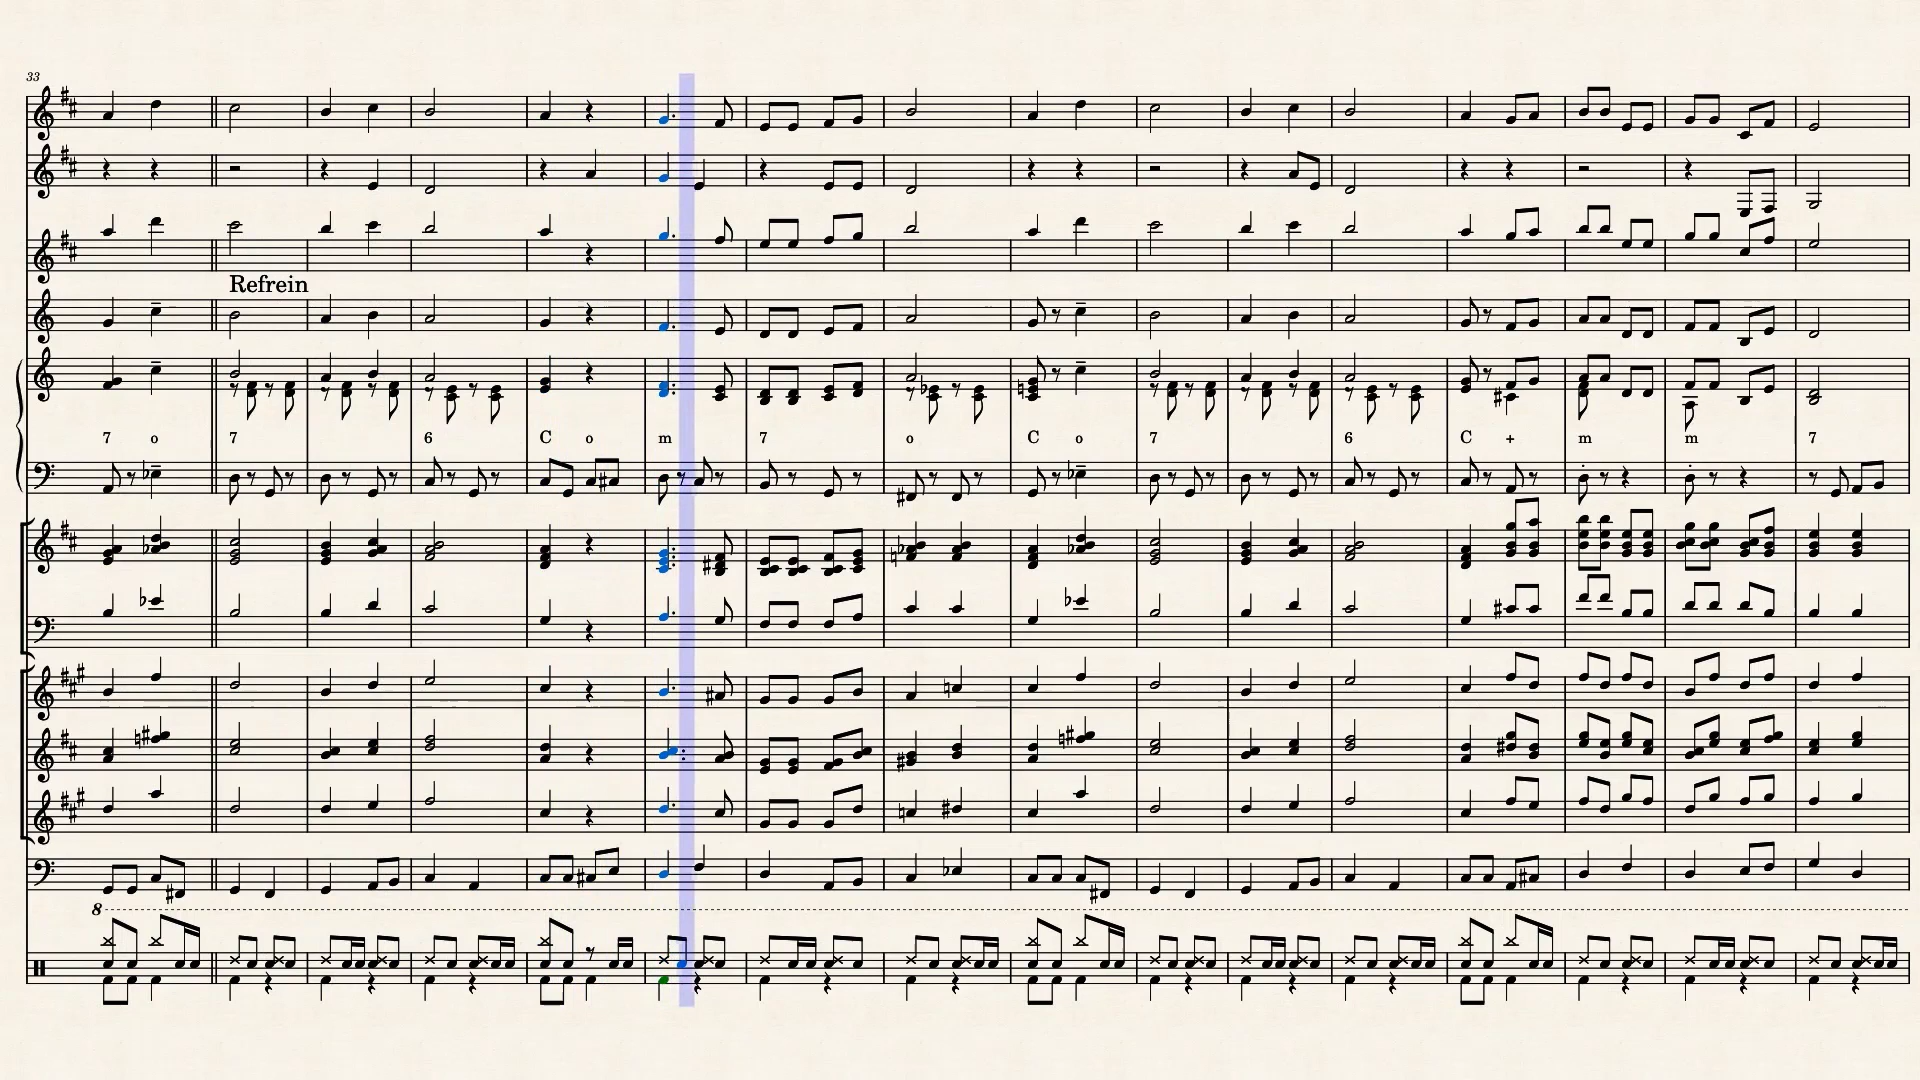 33
Refrein
7 o 7 6 C o m 7 o C o 7 6 C + m m 7
8